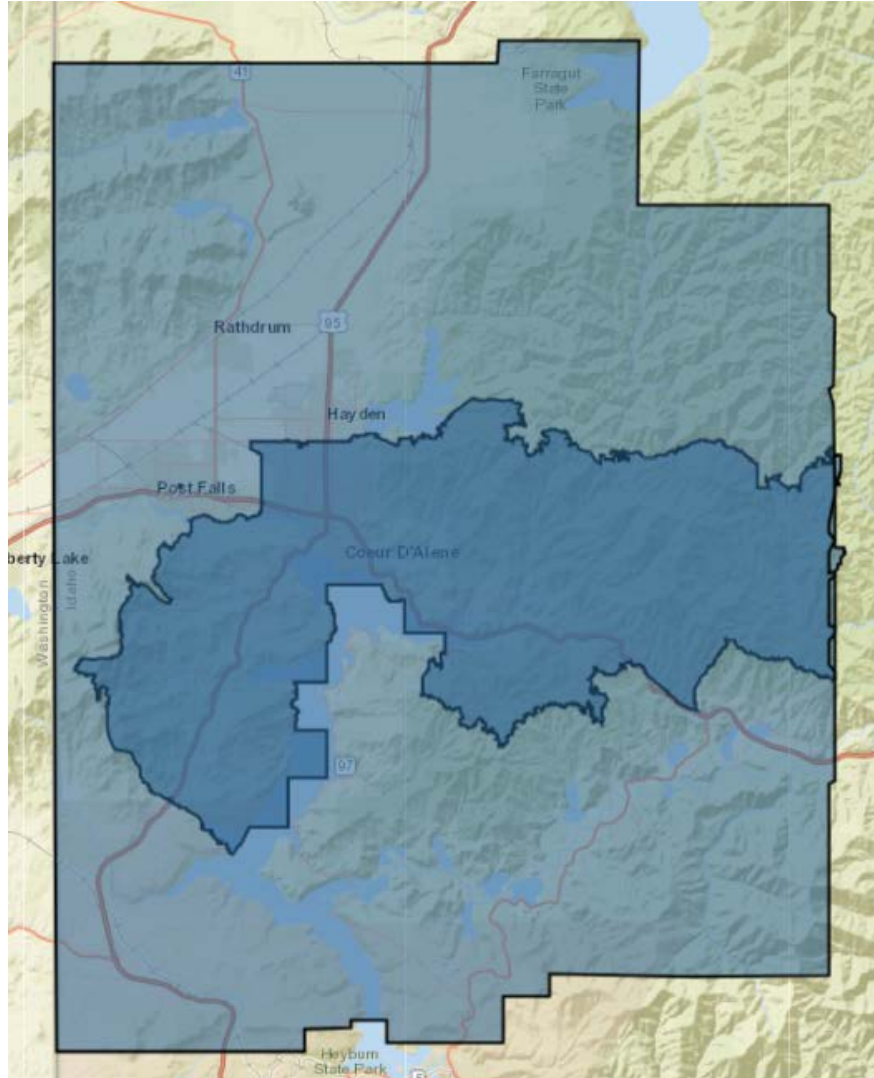 41
Farragut
State
Park
Rathdrum
95
Hayden
Post Falls
Coeur D'Alene
berty Lake
Washington
Idaho
97
Heyburn
State Park
5